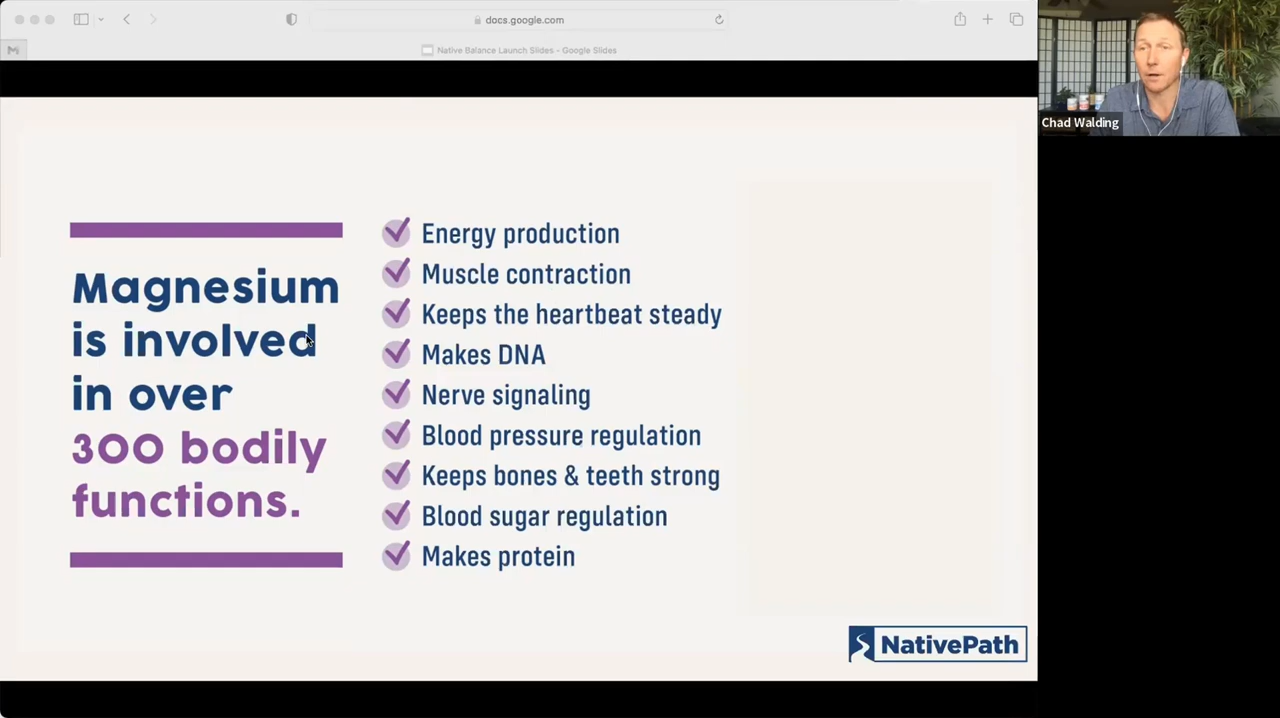 docs.google.com
Native Balance Launch Slides - Google Slides
Chad Walding
Magnesium
is involved
in over
300 bodily
functions.
Energy production
Muscle contraction
Keeps the heartbeat steady
Makes DNA
Nerve signaling
Blood pressure regulation
Keeps bones & teeth strong
Blood sugar regulation
Makes protein
NativePath